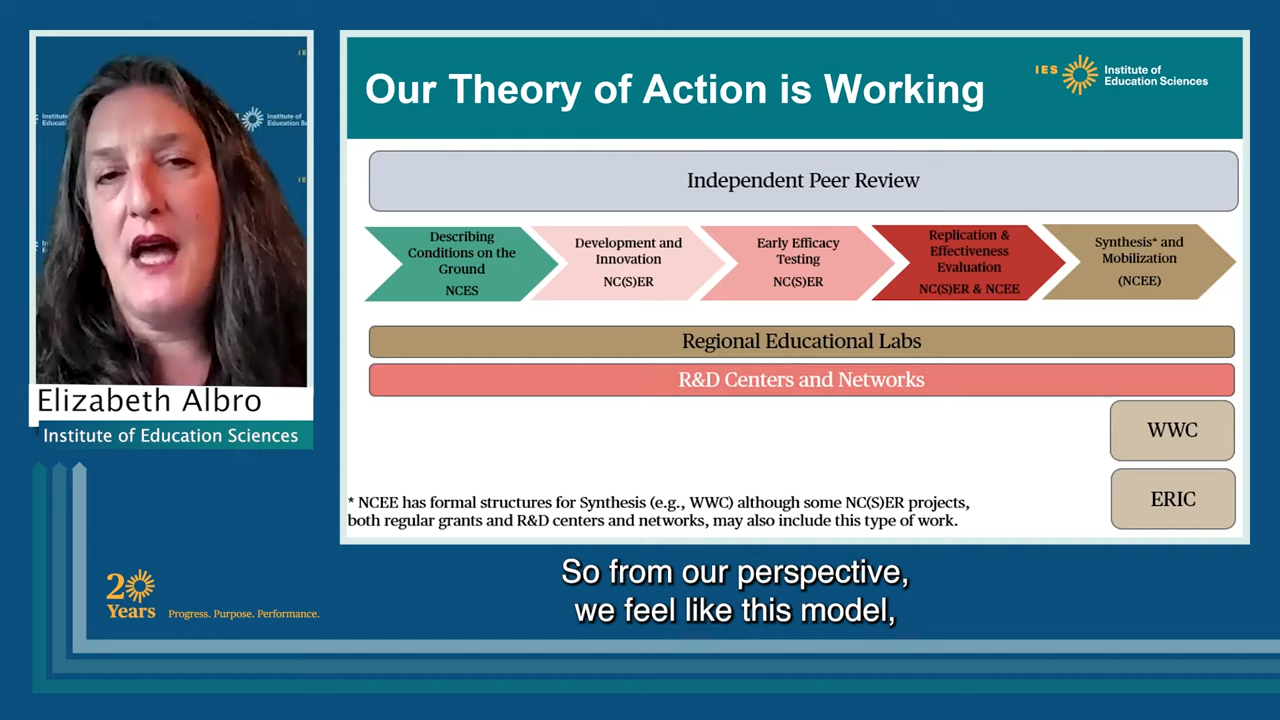 Our Theory of Action is Working
IES
Institute of
Education Sciences
Independent Peer Review
Describing
Conditions on the
Ground
NCES
Development and
Innovation
NC(S)ER
Early Efficacy
Testing
NC(S)ER
Replication &
Effectiveness
Evaluation
NC(S)ER & NCEE
Synthesis* and
Mobilization
(NCEE)
Regional Educational Labs
R&D Centers and Networks
WWC
ERIC
* NCEE has formal structures for Synthesis (e.g., WWC) although some NC(S)ER projects,
both regular grants and R&D centers and networks, may also include this type of work.
Institute of
Education Sciences
Elizabeth Albro
Institute of Education Sciences
20
Years
Progress. Purpose. Performance.
So from our perspective,
we feel like this model,